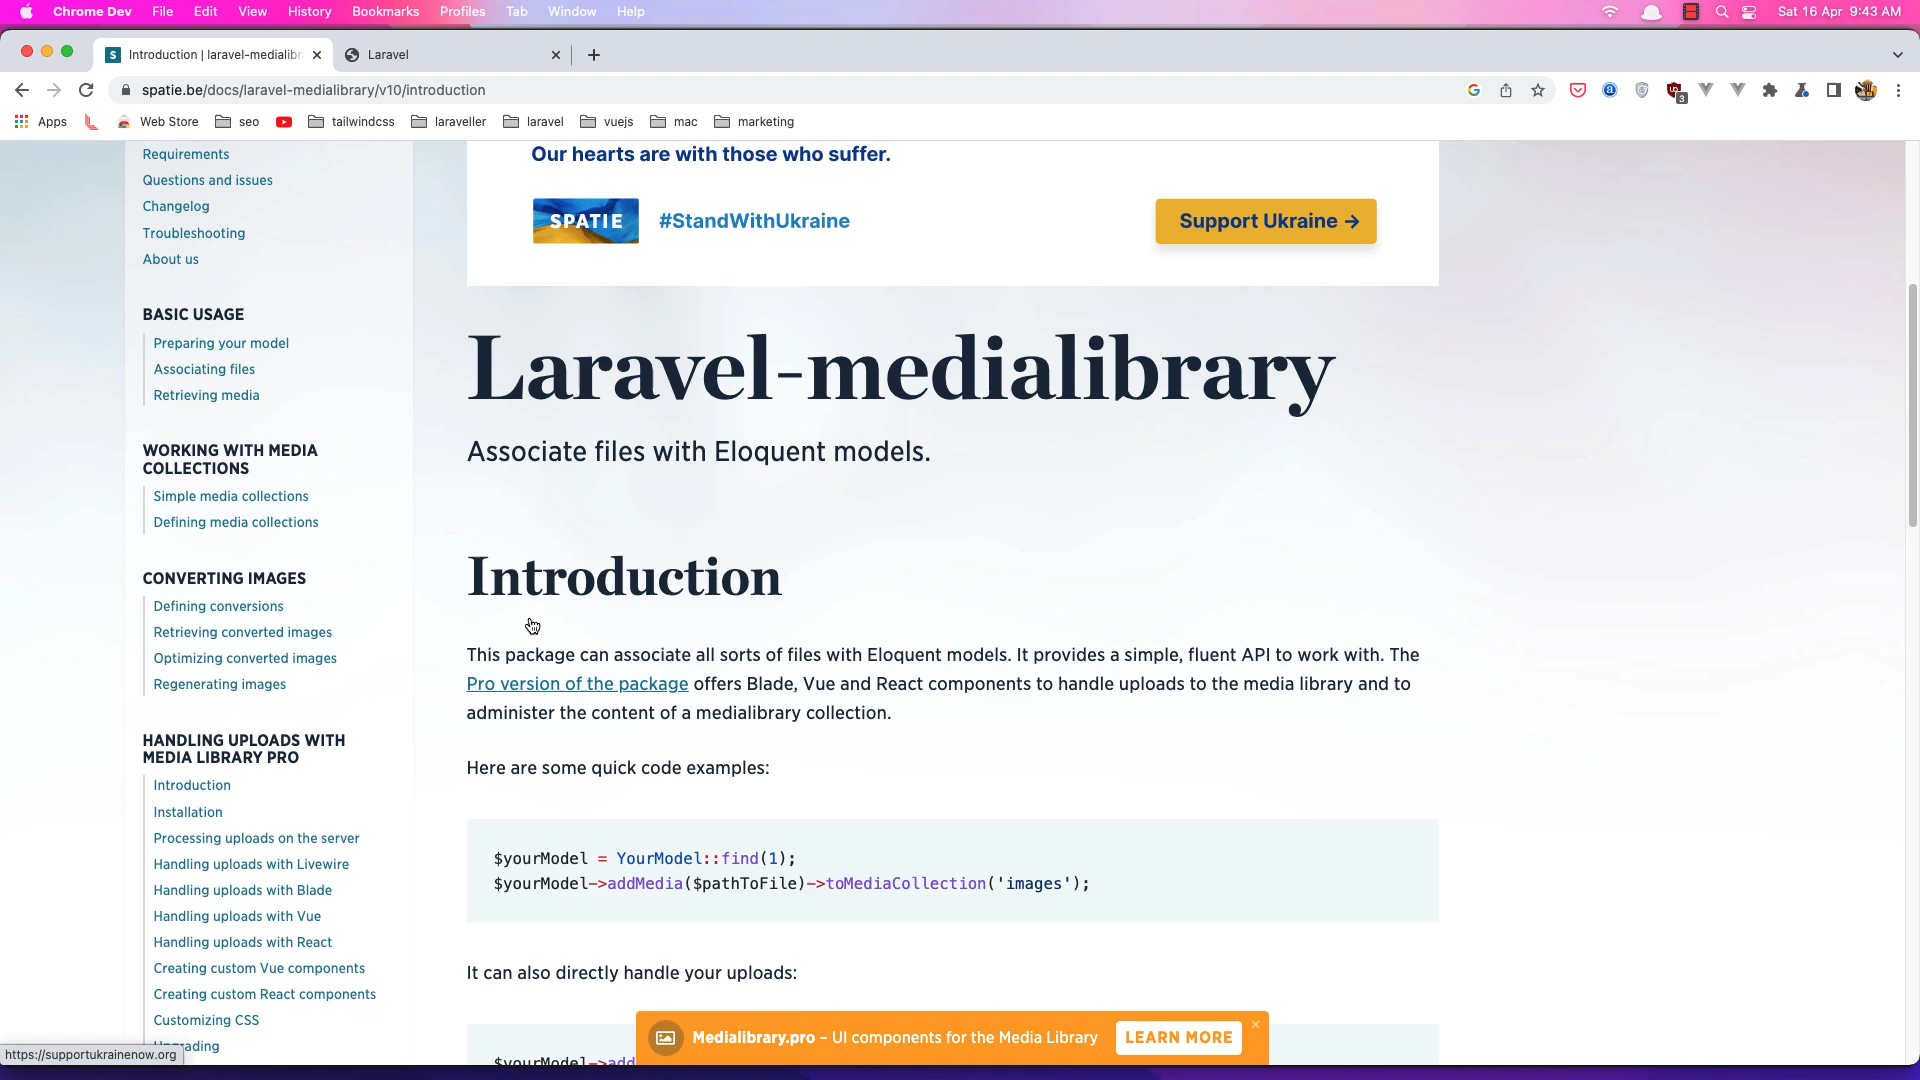 Chrome Dev File Edit View History Bookmarks Profiles Tab Window Help Sat 16 Apr 9:43 AM
S Introduction | laravel-medialibr Laravel
spatie.be/docs/laravel-medialibrary/v10/introduction
3
Apps Web Store seo tailwindcss laraveller laravel vuejs mac marketing
Requirements
Questions and issues
Changelog
Troubleshooting
About us
BASIC USAGE
Preparing your model
Associating files
Retrieving media
WORKING WITH MEDIA
COLLECTIONS
Simple media collections
Defining media collections
CONVERTING IMAGES
Defining conversions
Retrieving converted images
Optimizing converted images
Regenerating images
HANDLING UPLOADS WITH
MEDIA LIBRARY PRO
Introduction
Installation
Processing uploads on the server
Handling uploads with Livewire
Handling uploads with Blade
Handling uploads with Vue
Handling uploads with React
Creating custom Vue components
Creating custom React components
Customizing CSS
https://supportukrainenow.org
Our hearts are with those who suffer.
SPATIE #StandWithUkraine Support Ukraine →
Laravel-medialibrary
Associate files with Eloquent models.
Introduction
This package can associate all sorts of files with Eloquent models. It provides a simple, fluent API to work with. The
Pro version of the package offers Blade, Vue and React components to handle uploads to the media library and to
administer the content of a medialibrary collection.
Here are some quick code examples:
$yourModel = YourModel::find(1);
$yourModel->addMedia($pathToFile)->toMediaCollection('images');
It can also directly handle your uploads:
$yourModel->add
Medialibrary.pro – UI components for the Media Library LEARN MORE ×